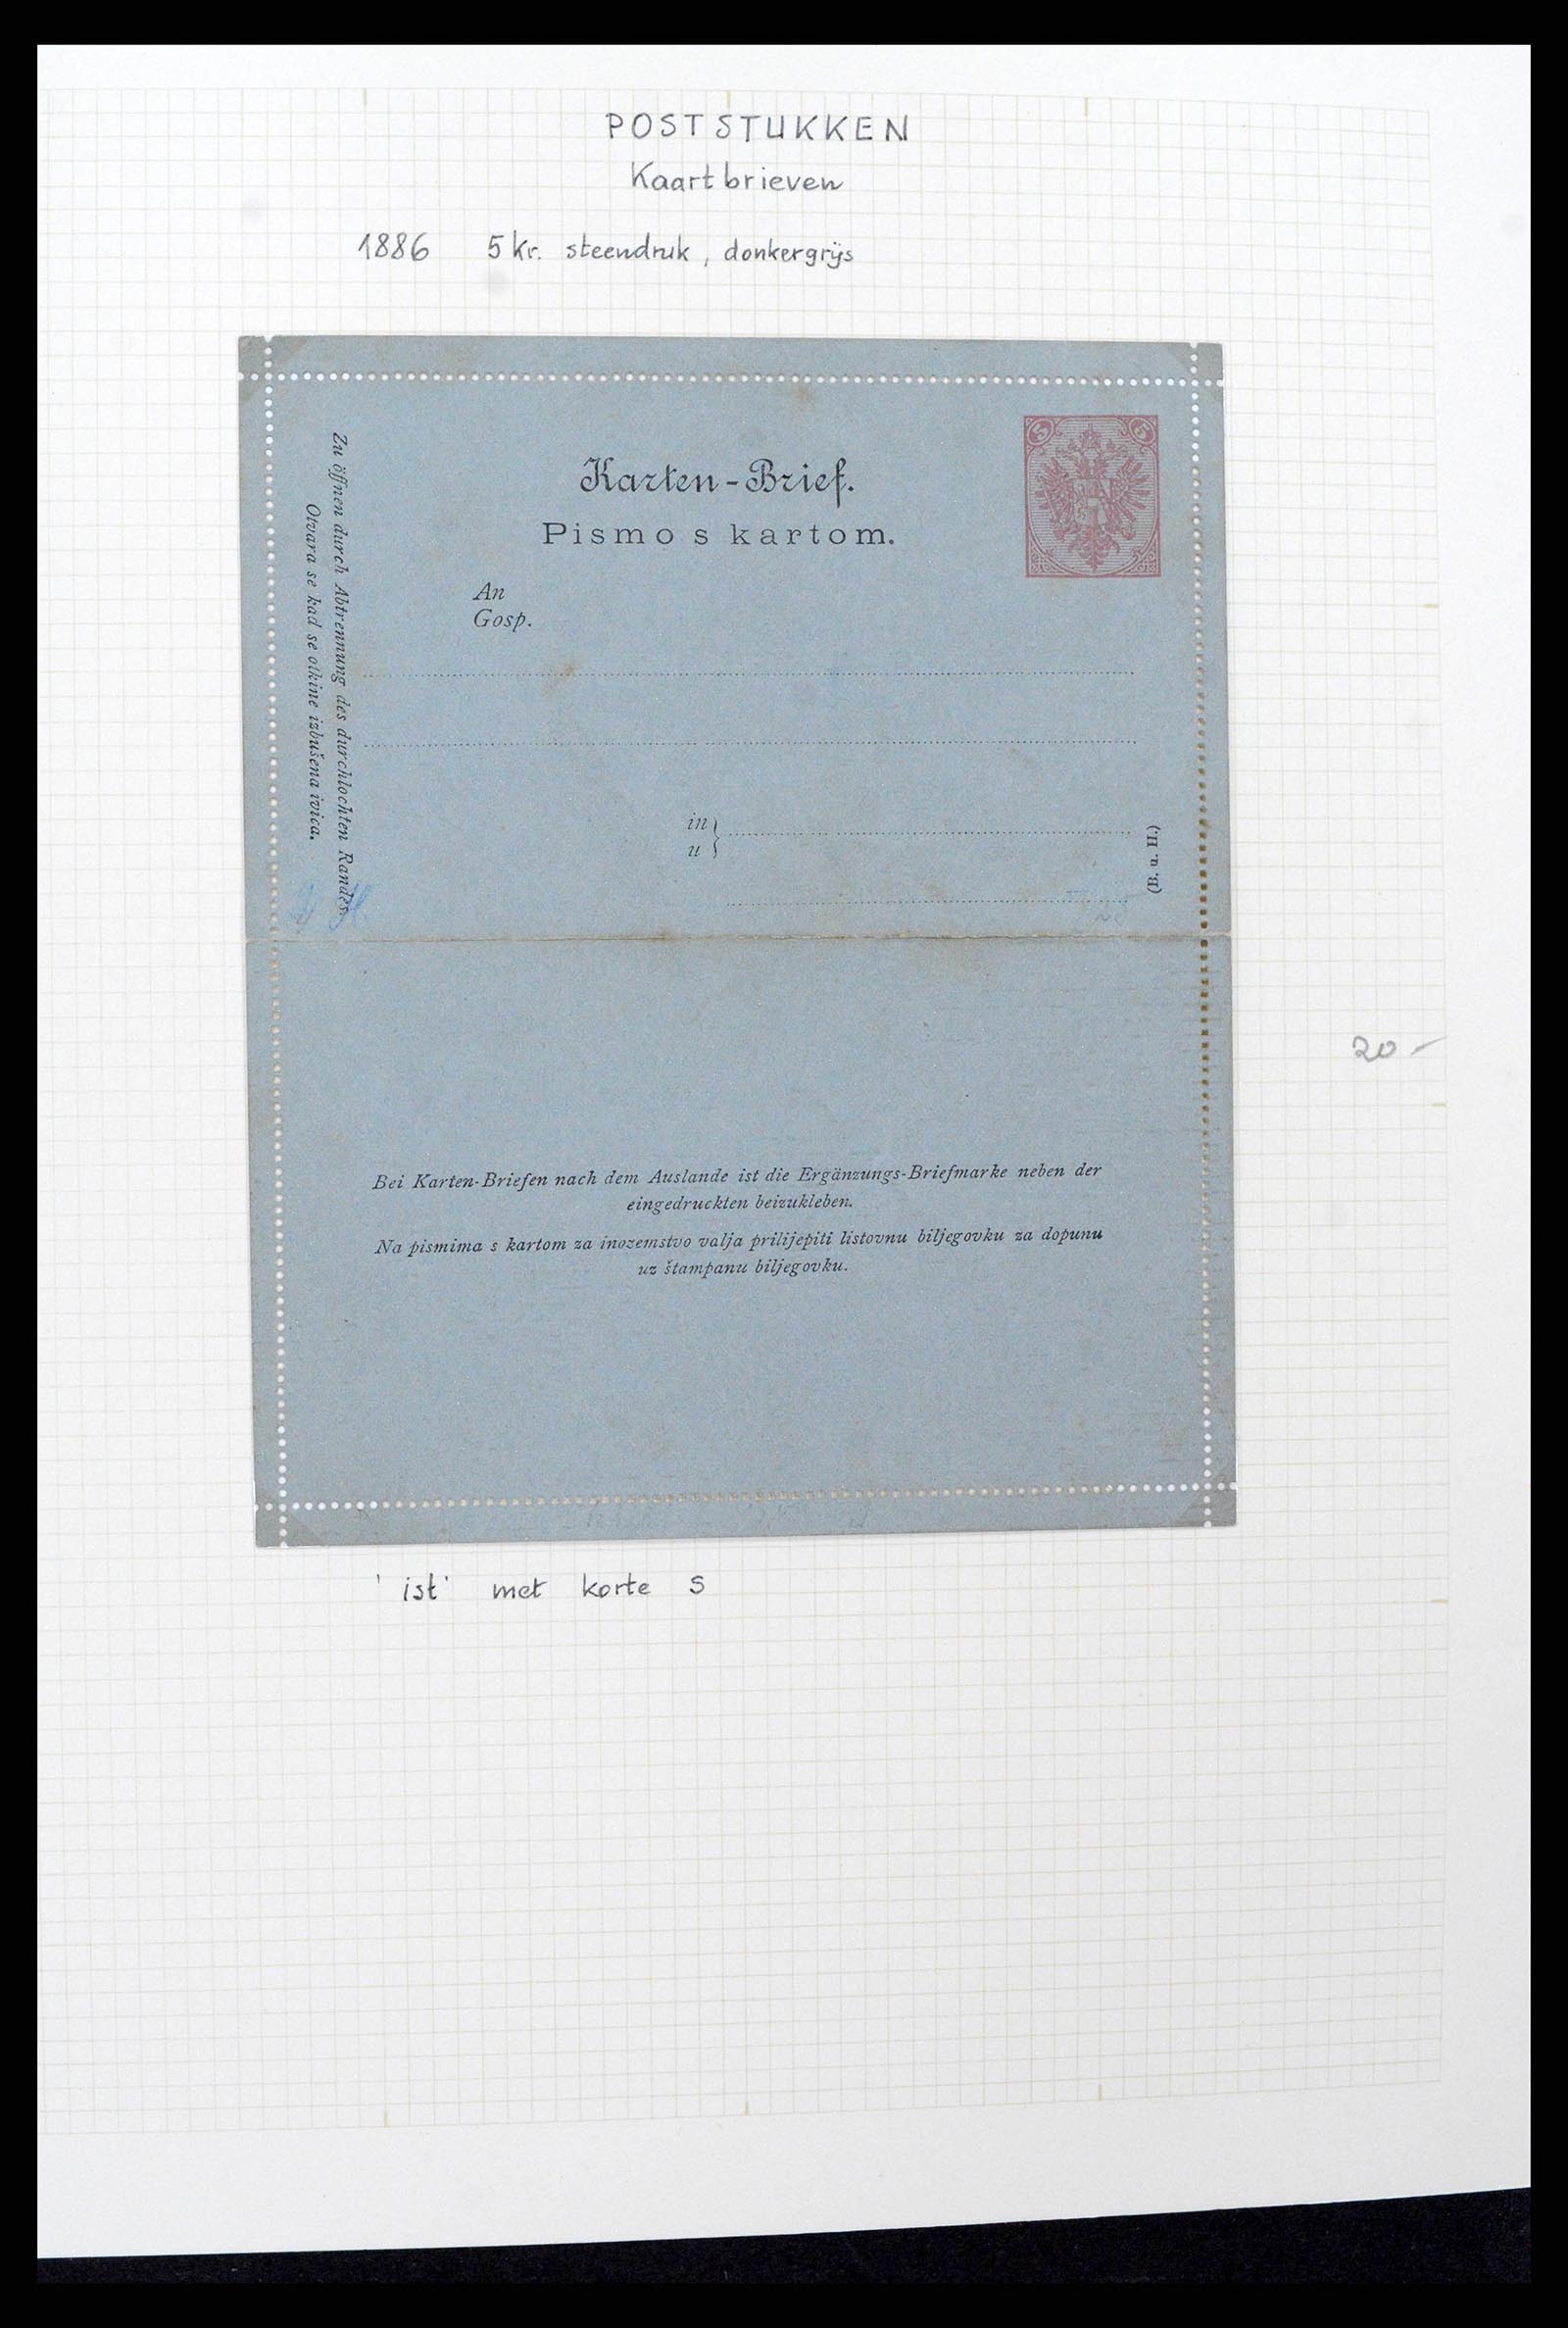 POSTSTUKKEN
Kaartbrieven
1886 5 kr. steendruk, donkergrijs
5 5
Karten-Brief.
Pismo s kartom.
An
Gosp.
Zu öffnen durch Abtrennung des durchlochten Randes.
Otvara se kad se otkine izbušena ivica.
in
u
(B. u. H.)
20 -
Bei Karten-Briefen nach dem Auslande ist die Ergänzungs-Briefmarke neben der
eingedruckten beizukleben.
Na pismima s kartom za inozemstvo valja prilijepiti listovnu biljegovku za dopunu
uz štampanu biljegovku.
'ist' met korte s